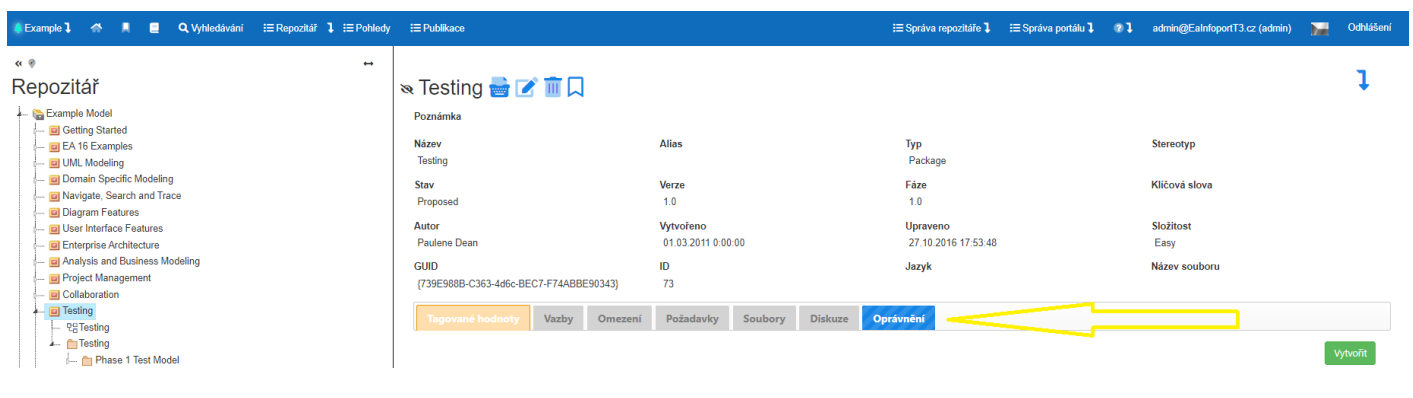 Example
Vyhledávání
Repozitář
Pohledy
Publikace
Správa repozitáře
Správa portálu
admin@EaInfoportT3.cz (admin)
Odhlášení
Repozitář
Example Model
Getting Started
EA 16 Examples
UML Modeling
Domain Specific Modeling
Navigate, Search and Trace
Diagram Features
User Interface Features
Enterprise Architecture
Analysis and Business Modeling
Project Management
Collaboration
Testing
Testing
Testing
Phase 1 Test Model
Testing
Poznámka
Název Alias Typ Stereotyp
Testing Package
Stav Verze Fáze Klíčová slova
Proposed 1.0 1.0
Autor Vytvořeno Upraveno Složitost
Paulene Dean 01.03.2011 0:00:00 27.10.2016 17:53:48 Easy
GUID ID Jazyk Název souboru
{739E988B-C363-4d6c-BEC7-F74ABBE90343} 73
Tagované hodnoty Vazby Omezení Požadavky Soubory Diskuze Oprávnění
Vytvořit